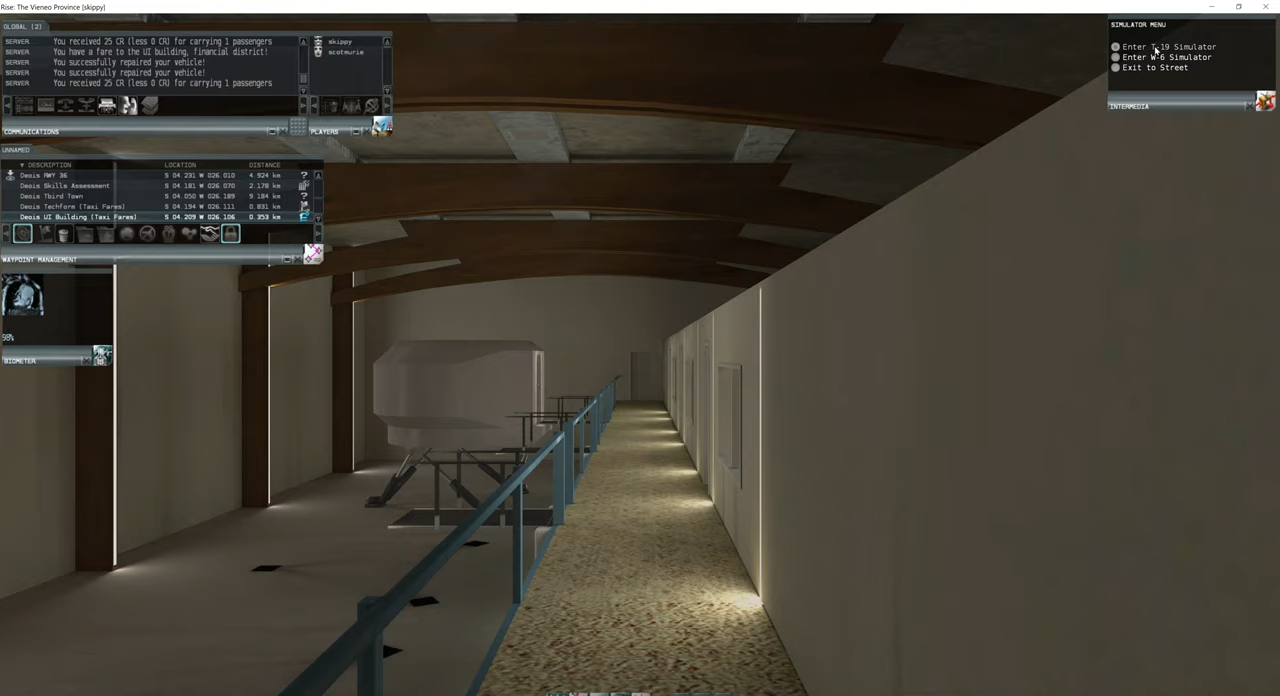 Rise: The Vieneo Province [skippy]
GLOBAL (2)
SERVER You received 25 CR (less 0 CR) for carrying 1 passengers
SERVER You have a fare to the UI building, financial district!
SERVER You successfully repaired your vehicle!
SERVER You successfully repaired your vehicle!
SERVER You received 25 CR (less 0 CR) for carrying 1 passengers
skippy
scotmurie
COMMUNICATIONS
PLAYERS
UNNAMED
▼ DESCRIPTION LOCATION DISTANCE
Deois RWY 36 S 04.231 W 026.010 4.924 km ?
Deois Skills Assessment S 04.181 W 026.070 2.178 km
Deois Tbird Town S 04.050 W 026.189 9.184 km ?
Deois Techform (Taxi Fares) S 04.194 W 026.111 0.831 km
Deois UI Building (Taxi Fares) S 04.209 W 026.106 0.353 km
WAYPOINT MANAGEMENT
98%
BIOMETER
SIMULATOR MENU
Enter T-19 Simulator
Enter W-6 Simulator
Exit to Street
INTERMEDIA